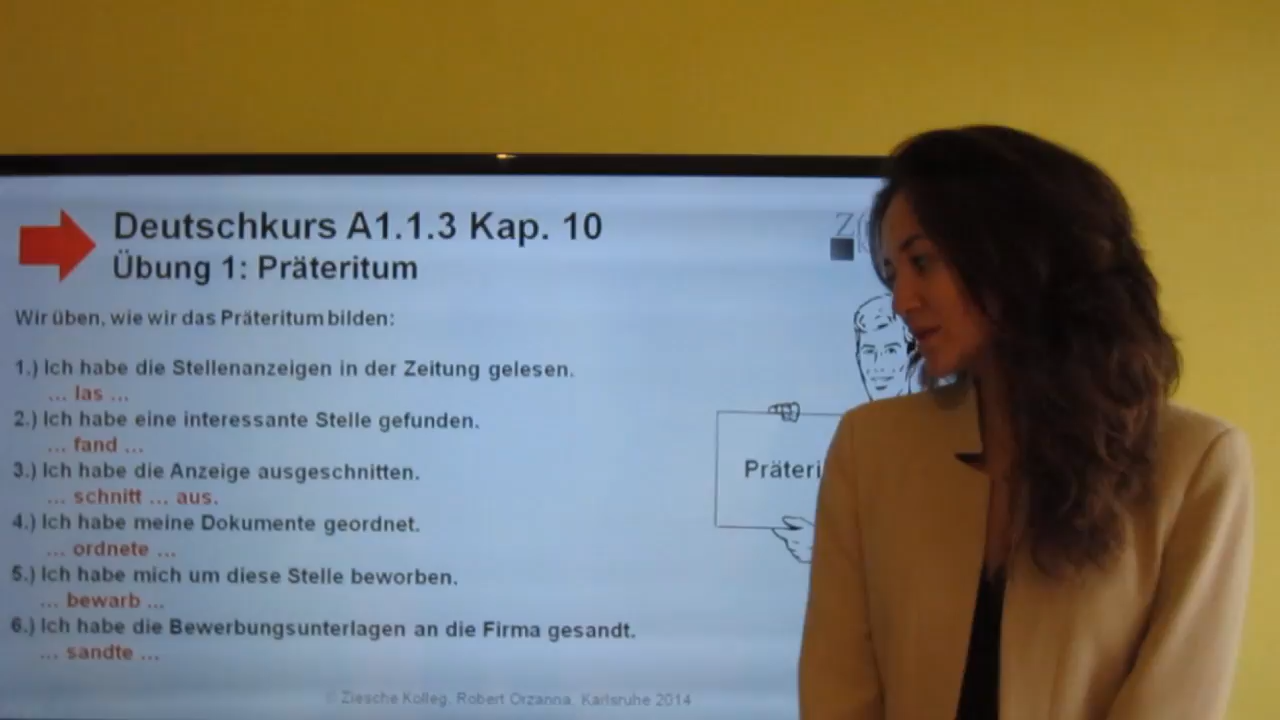 Deutschkurs A1.1.3 Kap. 10
Übung 1: Präteritum
Wir üben, wie wir das Präteritum bilden:
1.) Ich habe die Stellenanzeigen in der Zeitung gelesen.
... las ...
2.) Ich habe eine interessante Stelle gefunden.
... fand ...
3.) Ich habe die Anzeige ausgeschnitten.
... schnitt ... aus.
4.) Ich habe meine Dokumente geordnet.
... ordnete ...
5.) Ich habe mich um diese Stelle beworben.
... bewarb ...
6.) Ich habe die Bewerbungsunterlagen an die Firma gesandt.
... sandte ...
Präteri
© Ziesche Kolleg, Robert Orzanna, Karlsruhe 2014